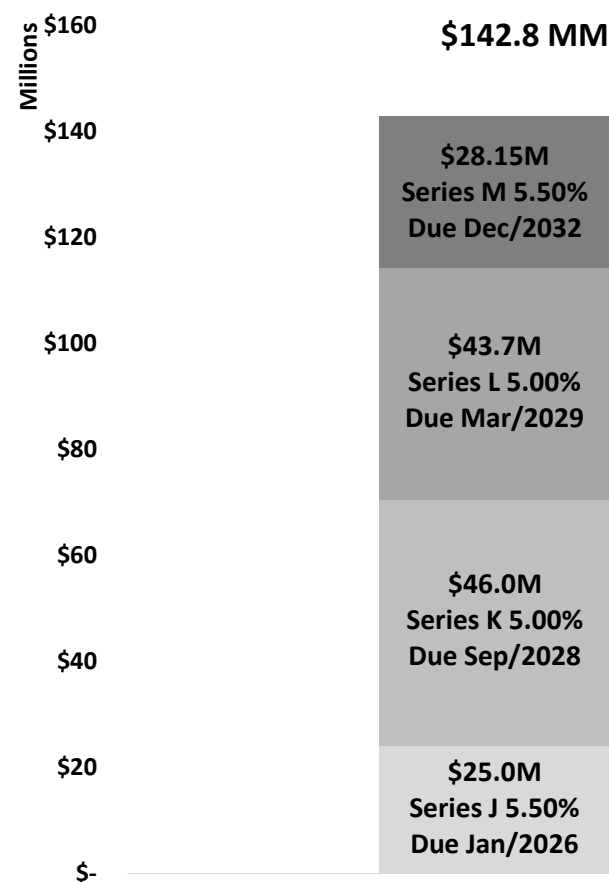 Millions
$160
$140
$120
$100
$80
$60
$40
$20
$-
$142.8 MM
$28.15M
Series M 5.50%
Due Dec/2032
$43.7M
Series L 5.00%
Due Mar/2029
$46.0M
Series K 5.00%
Due Sep/2028
$25.0M
Series J 5.50%
Due Jan/2026